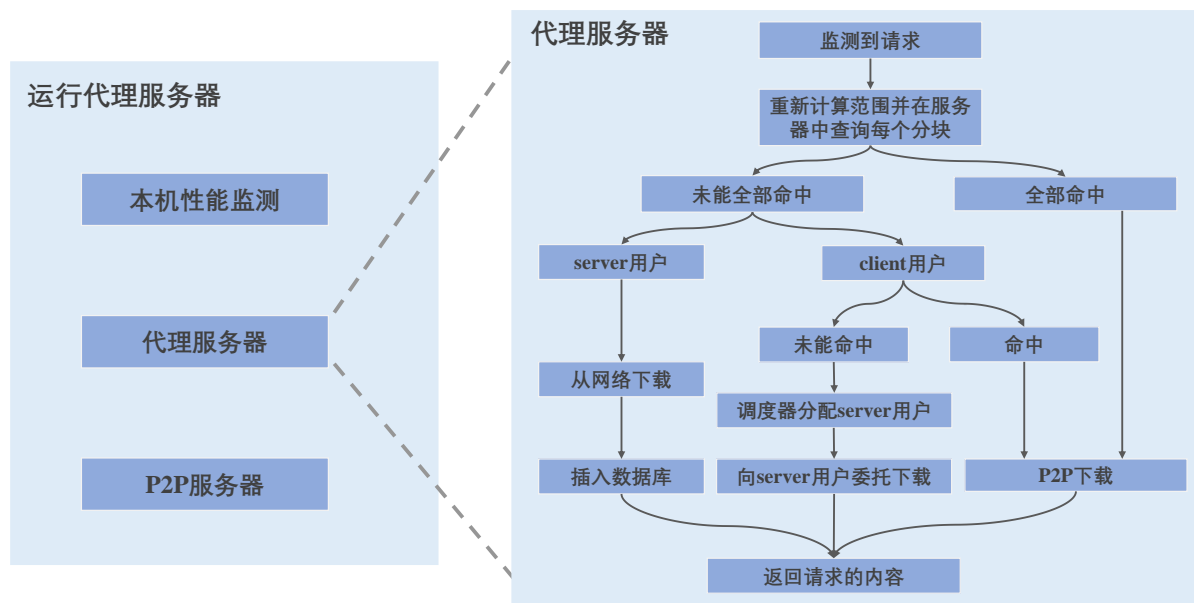 运行代理服务器
本机性能监测
代理服务器
P2P服务器
代理服务器
监测到请求
重新计算范围并在服务
器中查询每个分块
未能全部命中
全部命中
server用户
client用户
未能命中
命中
从网络下载
调度器分配server用户
插入数据库
向server用户委托下载
P2P下载
返回请求的内容